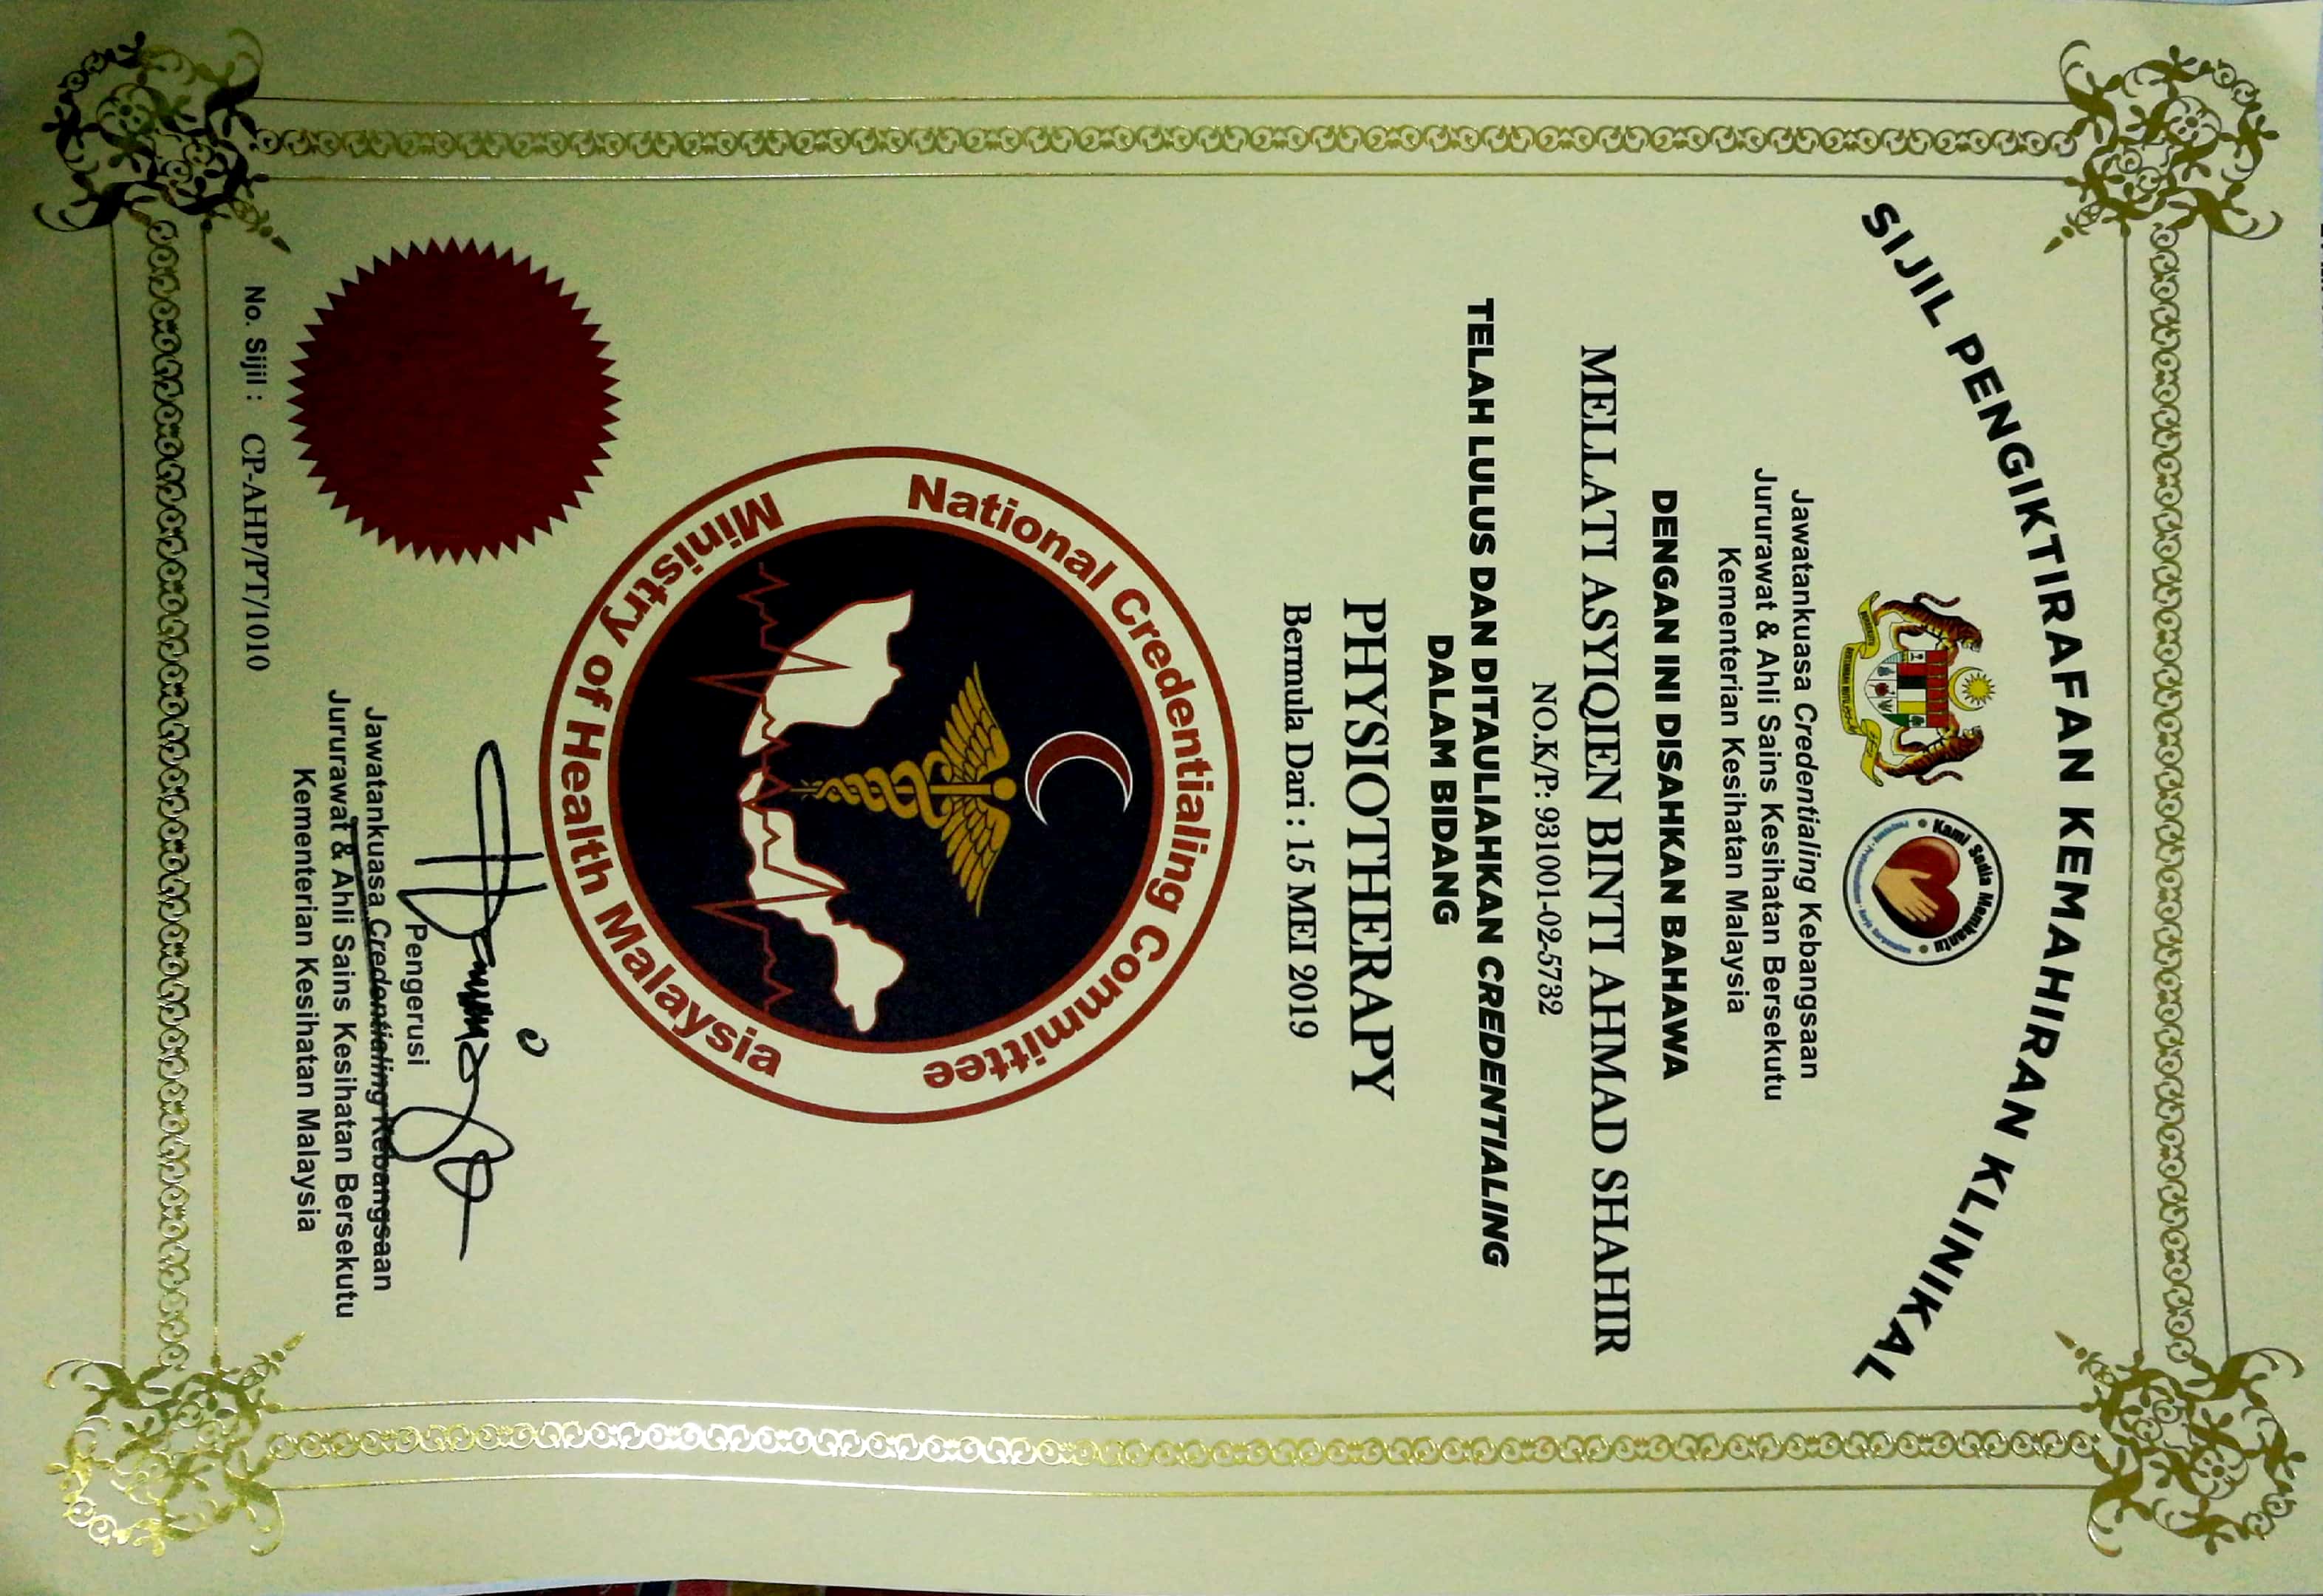 SIJIL PENGIKTIRAFAN KEMAHIRAN KLINIKAL
Kami Sedia Membantu
Jawatankuasa Credentialing Kebangsaan
Jururawat & Ahli Sains Kesihatan Bersekutu
Kementerian Kesihatan Malaysia
DENGAN INI DISAHKAN BAHAWA
MELLATI ASYIQIEN BINTI AHMAD SHAHIR
NO.K/P: 931001-02-5732
TELAH LULUS DAN DITAULIAHKAN CREDENTIALING
DALAM BIDANG
PHYSIOTHERAPY
Bermula Dari : 15 MEI 2019
National Credentialing Committee
Ministry of Health Malaysia
Pengerusi
Jawatankuasa Credentialing Kebangsaan
Jururawat & Ahli Sains Kesihatan Bersekutu
Kementerian Kesihatan Malaysia
No. Sijil : CP-AHP/PT/1010